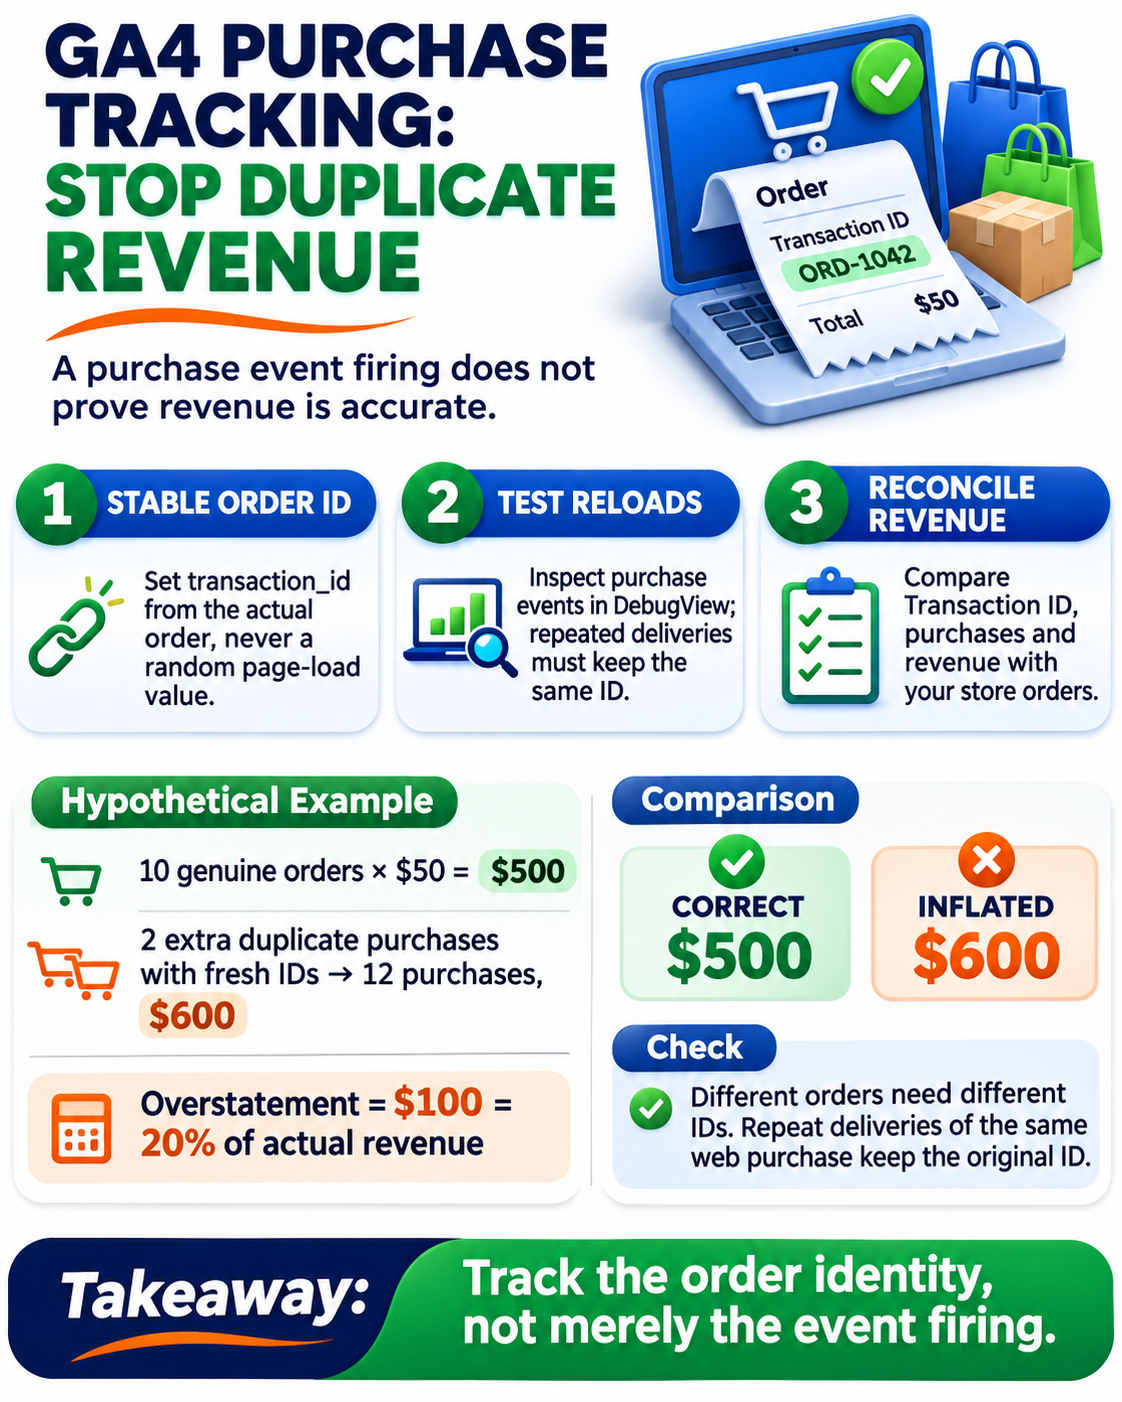 GA4 PURCHASE
TRACKING:
STOP DUPLICATE
REVENUE
A purchase event firing does not
prove revenue is accurate.
Order
Transaction ID
ORD-1042
Total $50
1 STABLE ORDER ID
Set transaction_id
from the actual
order, never a
random page-load
value.
2 TEST RELOADS
Inspect purchase
events in DebugView;
repeated deliveries
must keep the
same ID.
3 RECONCILE
REVENUE
Compare
Transaction ID,
purchases and
revenue with
your store orders.
Hypothetical Example
10 genuine orders × $50 = $500
2 extra duplicate purchases
with fresh IDs → 12 purchases,
$600
Overstatement = $100 =
20% of actual revenue
Comparison
CORRECT
$500
INFLATED
$600
Check
Different orders need different
IDs. Repeat deliveries of the same
web purchase keep the original ID.
Takeaway:
Track the order identity,
not merely the event firing.